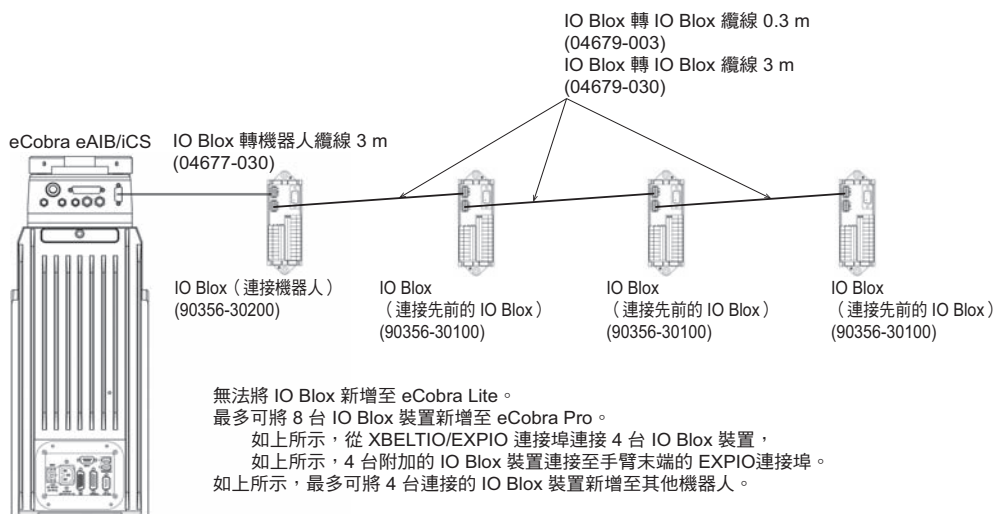 IO Blox 轉 IO Blox 纜線 0.3 m
(04679-003)
IO Blox 轉 IO Blox 纜線 3 m
(04679-030)
eCobra eAIB/iCS
IO Blox 轉機器人纜線 3 m
(04677-030)
IO Blox（連接機器人）
(90356-30200)
IO Blox
（連接先前的 IO Blox）
(90356-30100)
IO Blox
（連接先前的 IO Blox）
(90356-30100)
IO Blox
（連接先前的 IO Blox）
(90356-30100)
無法將 IO Blox 新增至 eCobra Lite。
最多可將 8 台 IO Blox 裝置新增至 eCobra Pro。
如上所示，從 XBELTIO/EXPIO 連接埠連接 4 台 IO Blox 裝置，
如上所示，4 台附加的 IO Blox 裝置連接至手臂末端的 EXPIO連接埠。
如上所示，最多可將 4 台連接的 IO Blox 裝置新增至其他機器人。